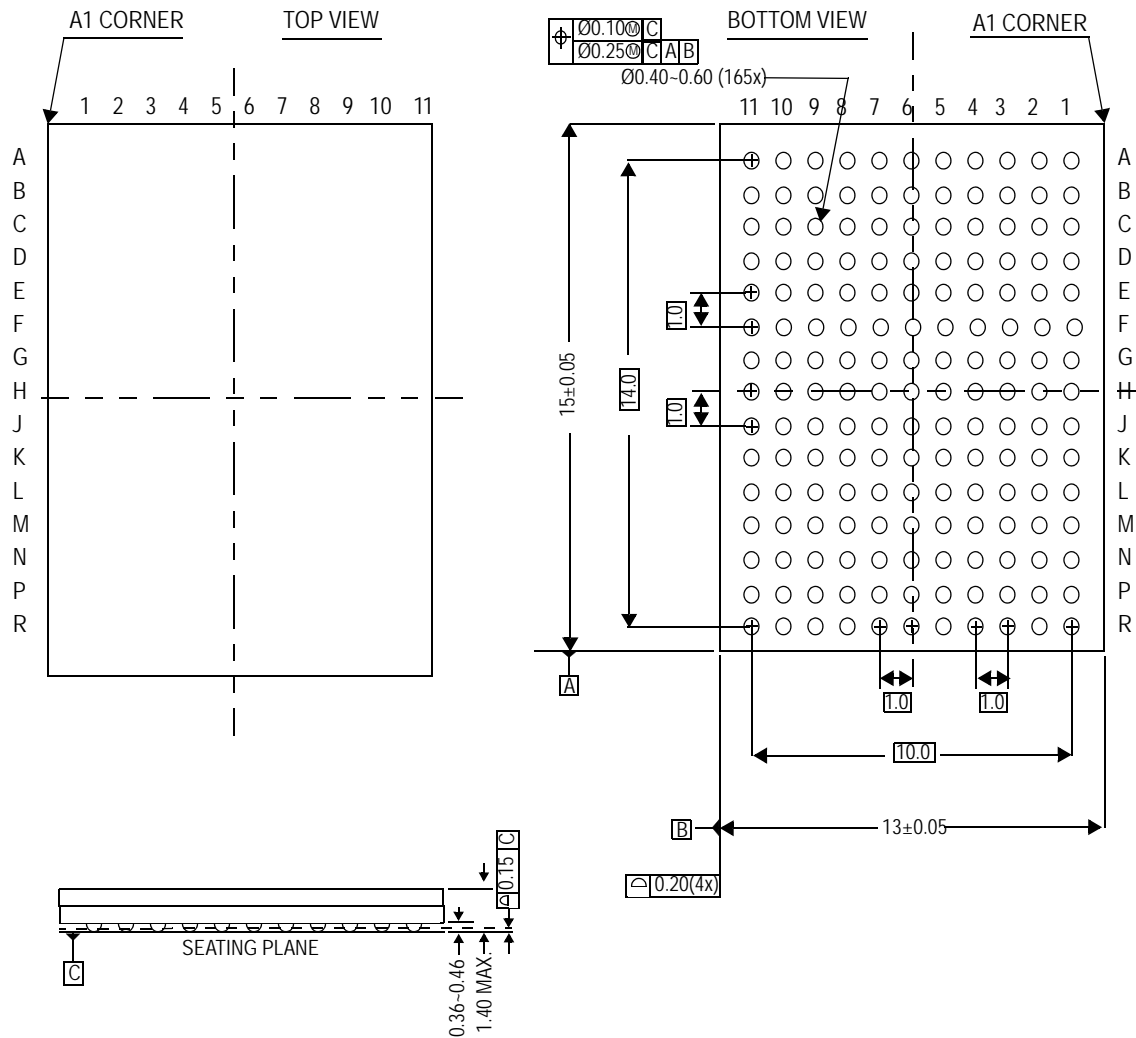 A1 CORNER
TOP VIEW
1 2 3 4 5 6 7 8 9 10 11
A
B
C
D
E
F
G
H
J
K
L
M
N
P
R
Ø0.10Ⓜ C
Ø0.25Ⓜ C A B
BOTTOM VIEW
A1 CORNER
Ø0.40~0.60 (165x)
11 10 9 8 7 6 5 4 3 2 1
A
B
C
D
E
F
G
H
J
K
L
M
N
P
R
15±0.05
14.0
1.0
1.0
A
1.0
1.0
10.0
B
13±0.05
0.20(4x)
0.15 C
SEATING PLANE
C
0.36~0.46
1.40 MAX.